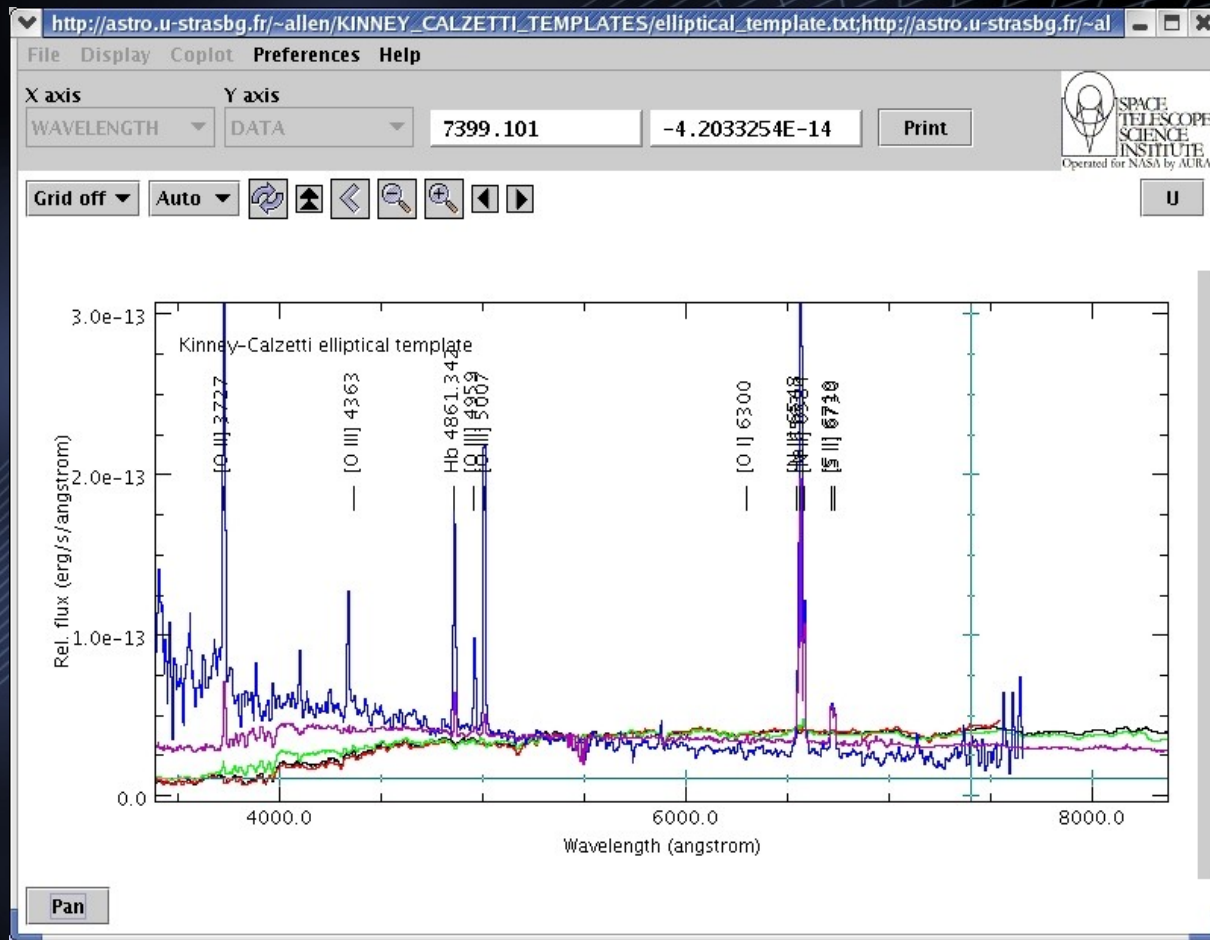 http://astro.u-strasbg.fr/~allen/KINNEY_CALZETTI_TEMPLATES/elliptical_template.txt;http://astro.u-strasbg.fr/~al
File Display Coplot Preferences Help
X axis Y axis
WAVELENGTH DATA 7399.101 -4.2033254E-14 Print
SPACE
TELESCOPE
SCIENCE
INSTITUTE
Operated for NASA by AURA
Grid off Auto U
3.0e-13
2.0e-13
1.0e-13
0.0
Rel. flux (erg/s/angstrom)
Kinney-Calzetti elliptical template
[O II] 3727
[O III] 4363
Hb 4861.342
[O III] 4959
[O III] 5007
[O I] 6300
4000.0 6000.0 8000.0
Wavelength (angstrom)
Pan